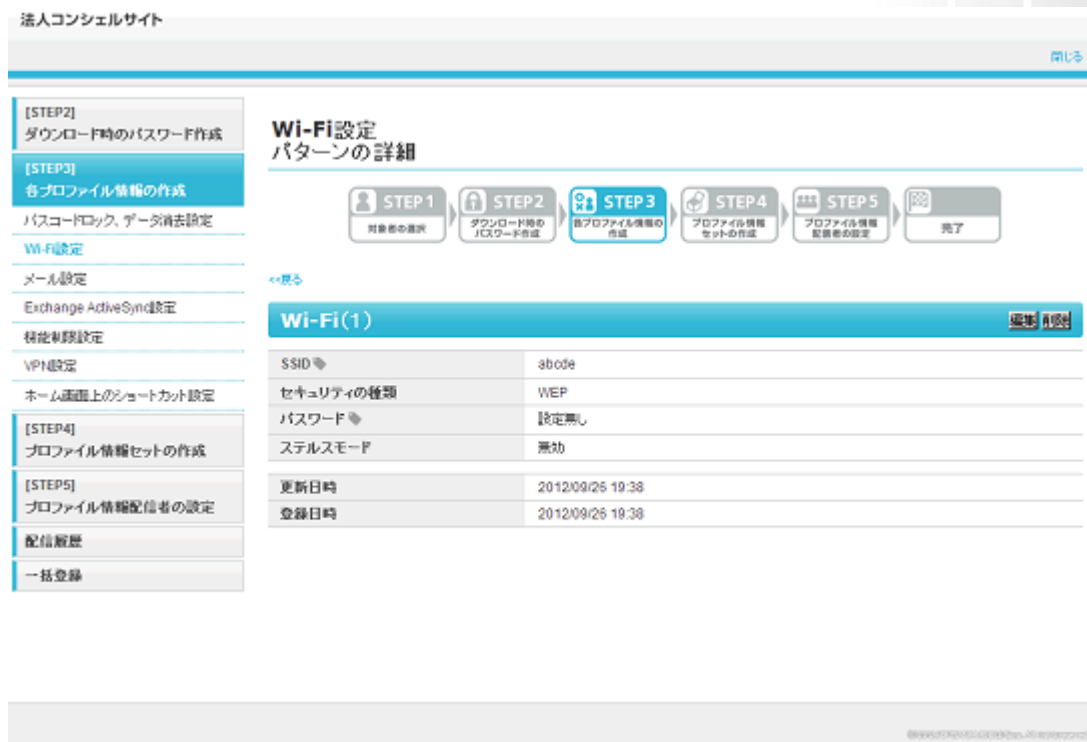 法人コンシェルサイト
閉じる
[STEP2]
ダウンロード時のパスワード作成
[STEP3]
各プロファイル情報の作成
パスコードロック、データ消去設定
Wi-Fi設定
メール設定
Exchange ActiveSync設定
機能制限設定
VPN設定
ホーム画面上のショートカット設定
[STEP4]
プロファイル情報セットの作成
[STEP5]
プロファイル情報配信者の設定
配信履歴
一括登録
Wi-Fi設定
パターンの詳細
STEP 1
対象者の選択
STEP 2
ダウンロード時の
パスワード作成
STEP 3
各プロファイル情報の
作成
STEP 4
プロファイル情報
セットの作成
STEP 5
プロファイル情報
配信者の設定
完了
<<戻る
Wi-Fi(1)
編集 削除
SSID abcde
セキュリティの種類 WEP
パスワード 設定無し
ステルスモード 無効
更新日時 2012/09/26 19:38
登録日時 2012/09/26 19:38